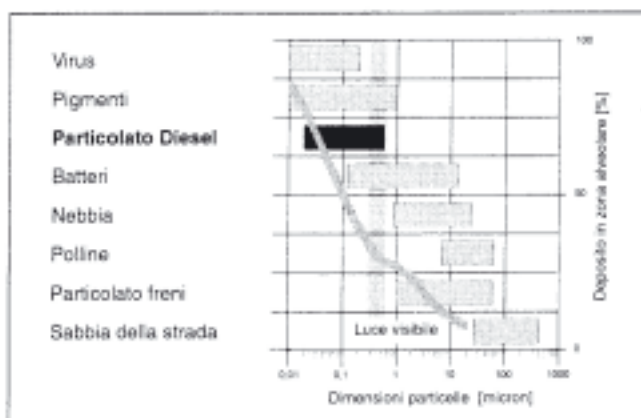 Virus
Pigmenti
Particolato Diesel
Batteri
Nebbia
Polline
Particolato freni
Sabbia della strada
Luce visibile
0,01 0,1 1 10 100 1000
Dimensioni particelle [micron]
100
50
0
Deposito in zona alveolare [%]